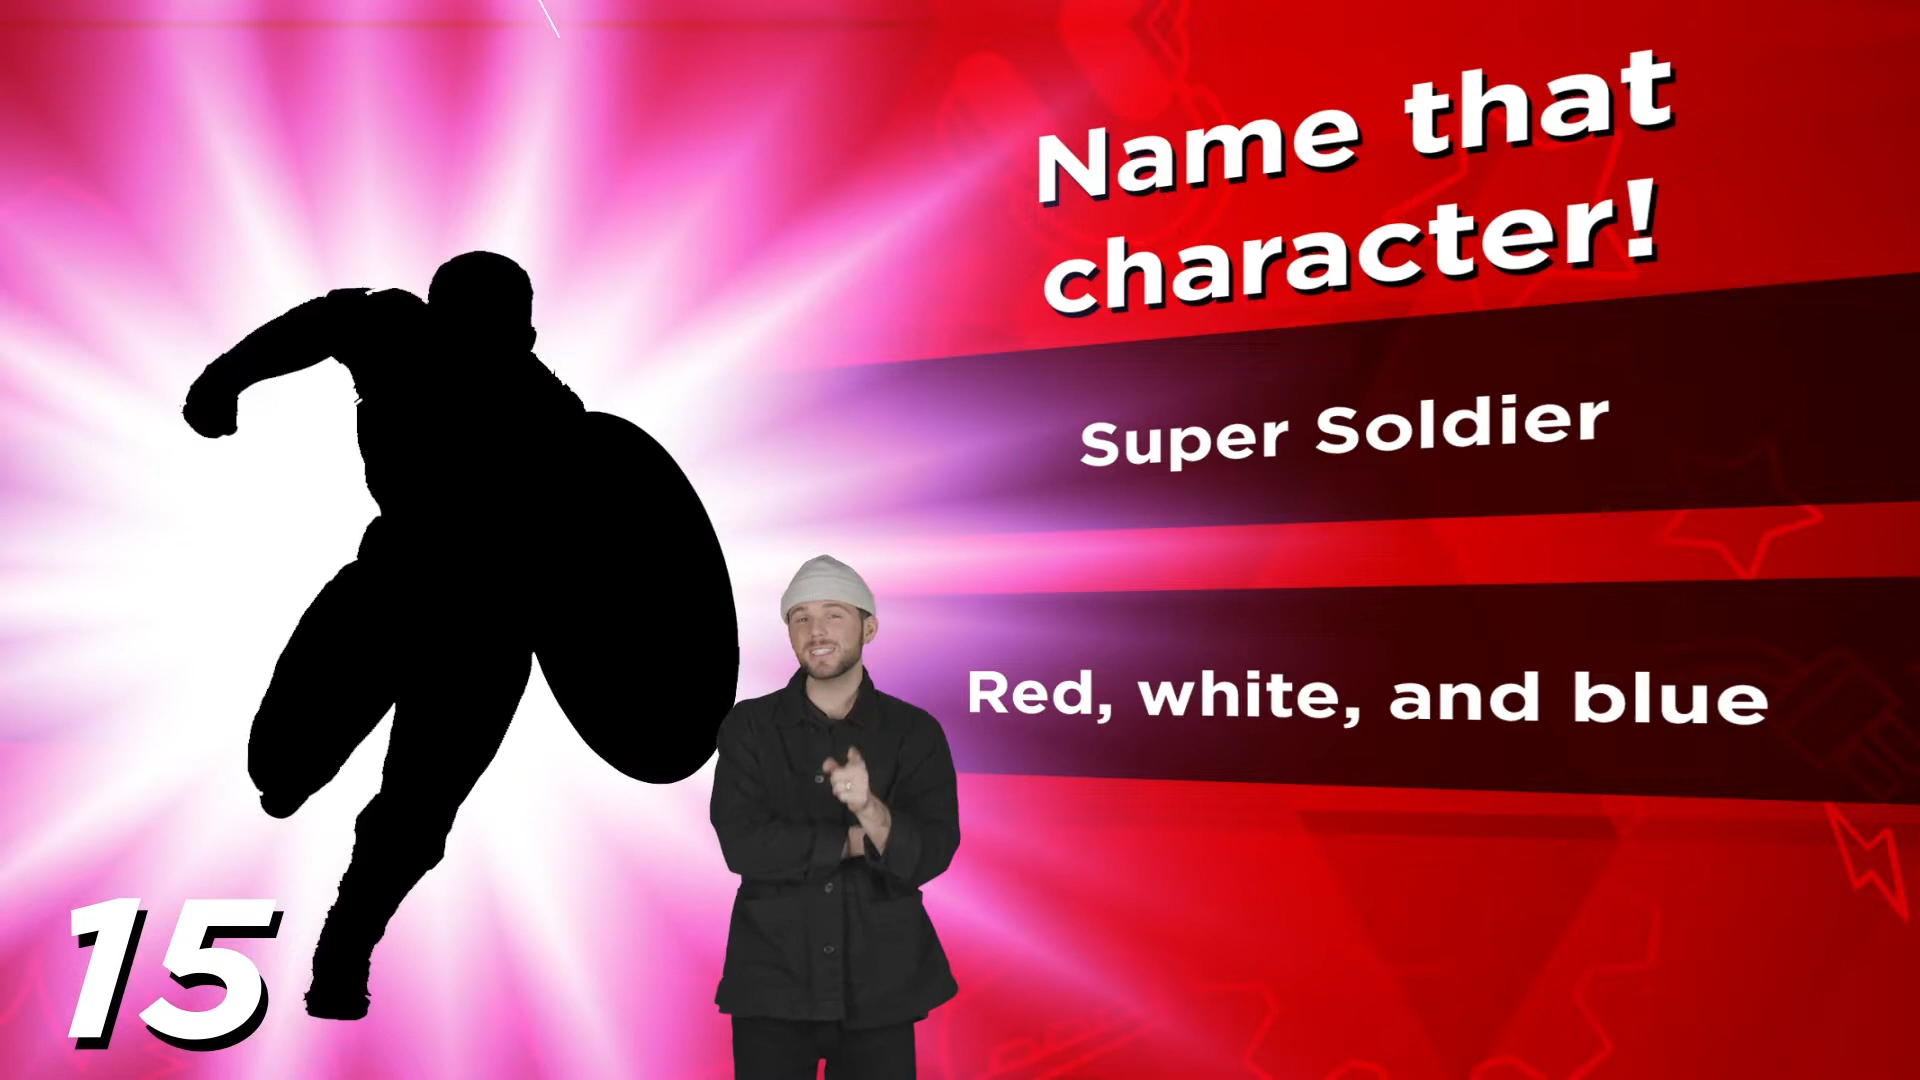 Name that
character!
Super Soldier
Red, white, and blue
15